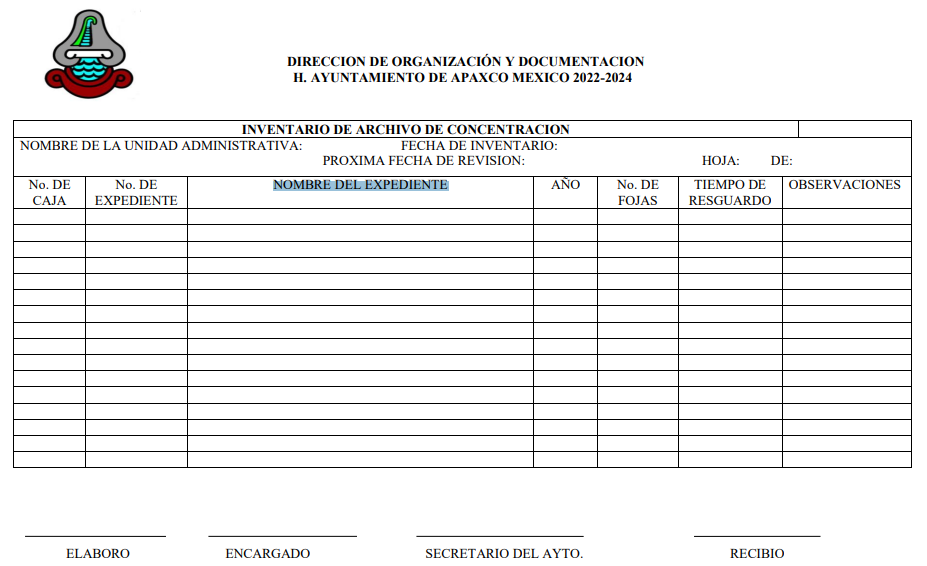 DIRECCION DE ORGANIZACIÓN Y DOCUMENTACION
H. AYUNTAMIENTO DE APAXCO MEXICO 2022-2024
INVENTARIO DE ARCHIVO DE CONCENTRACION
NOMBRE DE LA UNIDAD ADMINISTRATIVA: FECHA DE INVENTARIO:
PROXIMA FECHA DE REVISION: HOJA: DE:
No. DE CAJA
No. DE EXPEDIENTE
NOMBRE DEL EXPEDIENTE
AÑO
No. DE FOJAS
TIEMPO DE RESGUARDO
OBSERVACIONES
ELABORO ENCARGADO SECRETARIO DEL AYTO. RECIBIO